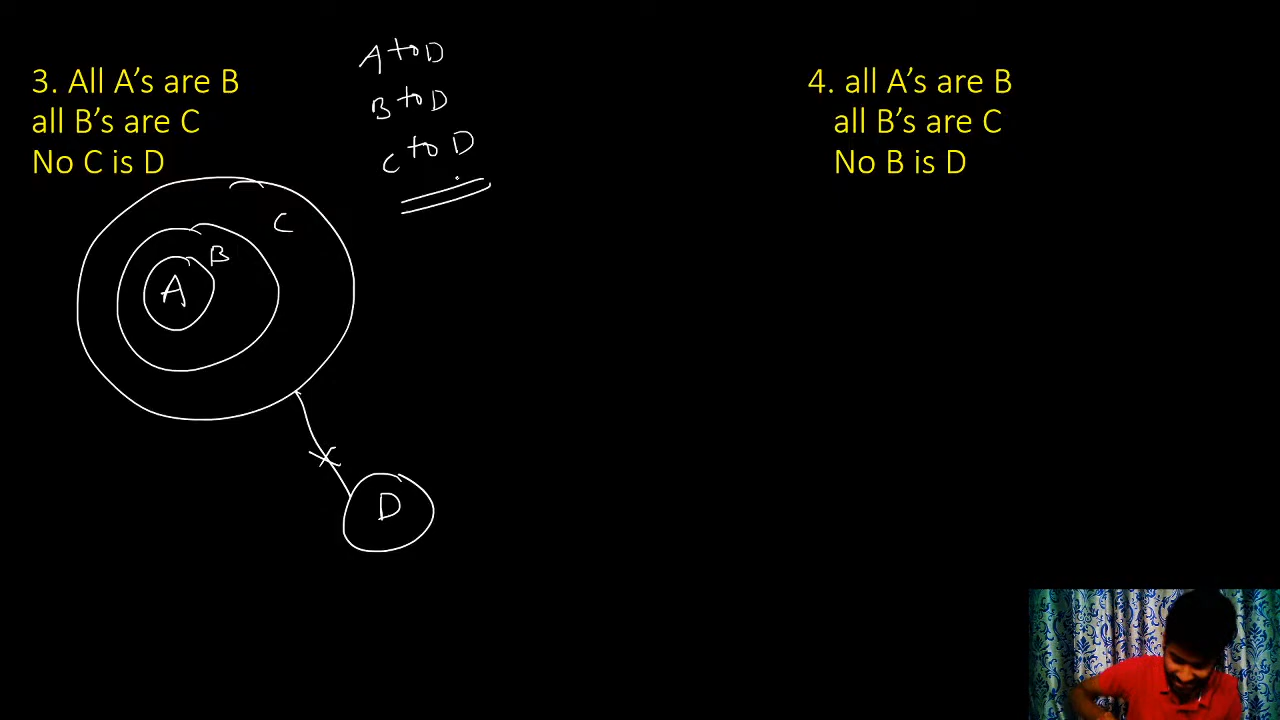 3. All A’s are B
all B’s are C
No C is D
A to D
B to D
C to D
C
B
A
D
4. all A’s are B
all B’s are C
No B is D